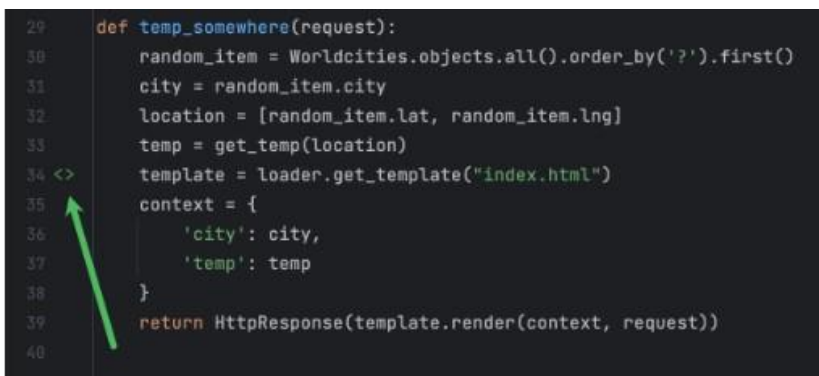 29 def temp_somewhere(request):
30     random_item = Worldcities.objects.all().order_by('?').first()
31     city = random_item.city
32     location = [random_item.lat, random_item.lng]
33     temp = get_temp(location)
34 <>     template = loader.get_template("index.html")
35     context = {
36         'city': city,
37         'temp': temp
38     }
39     return HttpResponse(template.render(context, request))
40